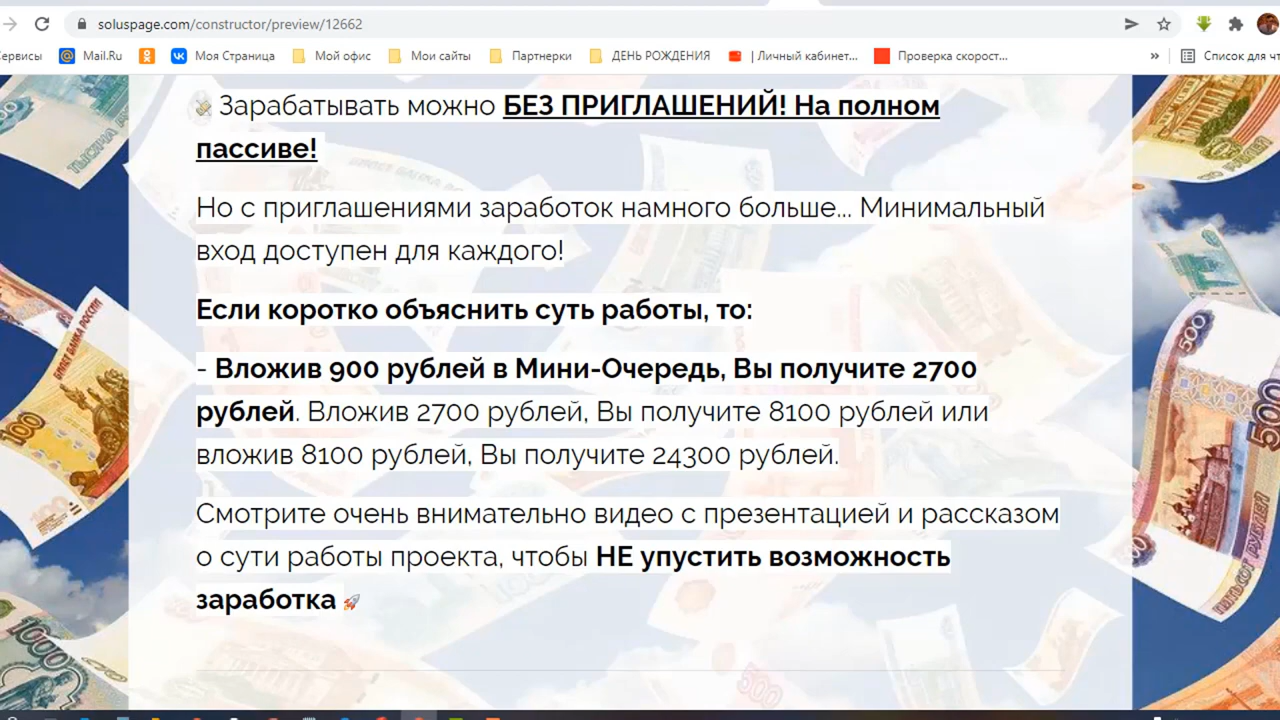 soluspage.com/constructor/preview/12662
Сервисы Mail.Ru Моя Страница Мой офис Мои сайты Партнерки ДЕНЬ РОЖДЕНИЯ | Личный кабинет... Проверка скорост... » Список для чт
Зарабатывать можно БЕЗ ПРИГЛАШЕНИЙ! На полном
пассиве!
Но с приглашениями заработок намного больше... Минимальный
вход доступен для каждого!
Если коротко объяснить суть работы, то:
- Вложив 900 рублей в Мини-Очередь, Вы получите 2700
рублей. Вложив 2700 рублей, Вы получите 8100 рублей или
вложив 8100 рублей, Вы получите 24300 рублей.
Смотрите очень внимательно видео с презентацией и рассказом
о сути работы проекта, чтобы НЕ упустить возможность
заработка